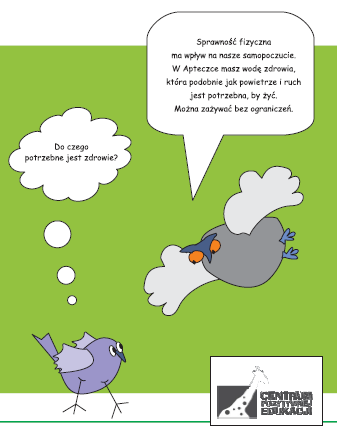 Sprawność fizyczna
ma wpływ na nasze samopoczucie.
W Apteczce masz wodę zdrowia,
która podobnie jak powietrze i ruch
jest potrzebna, by żyć.
Można zażywać bez ograniczeń.
Do czego
potrzebne jest zdrowie?
CENTRUM
POZYTYWNEJ
EDUKACJI